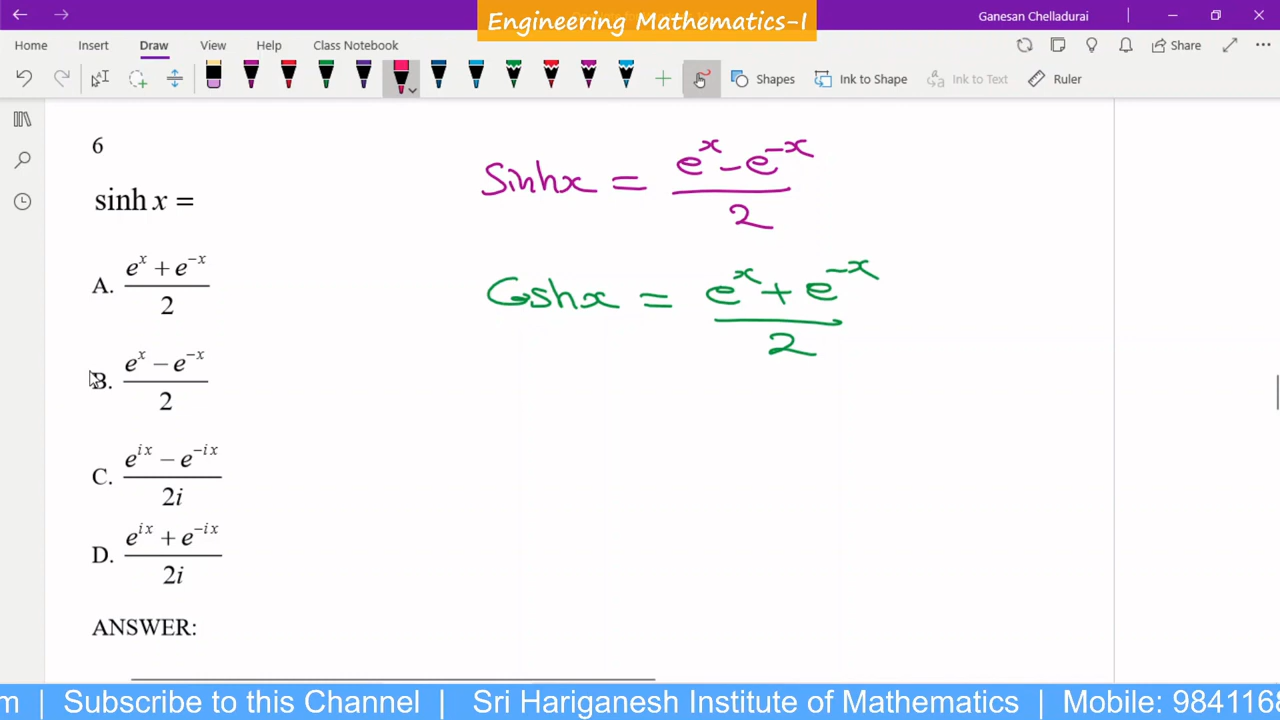 Engineering Mathematics-I
Ganesan Chelladurai
Home Insert Draw View Help Class Notebook
Share
Shapes Ink to Shape Ink to Text Ruler
6
sinh x =
A. (e^x + e^{-x})/2
B. (e^x − e^{-x})/2
C. (e^{ix} − e^{-ix})/2i
D. (e^{ix} + e^{-ix})/2i
ANSWER:
Sinhx = (e^x − e^{-x})/2
Coshx = (e^x + e^{-x})/2
m | Subscribe to this Channel | Sri Hariganesh Institute of Mathematics | Mobile: 984116